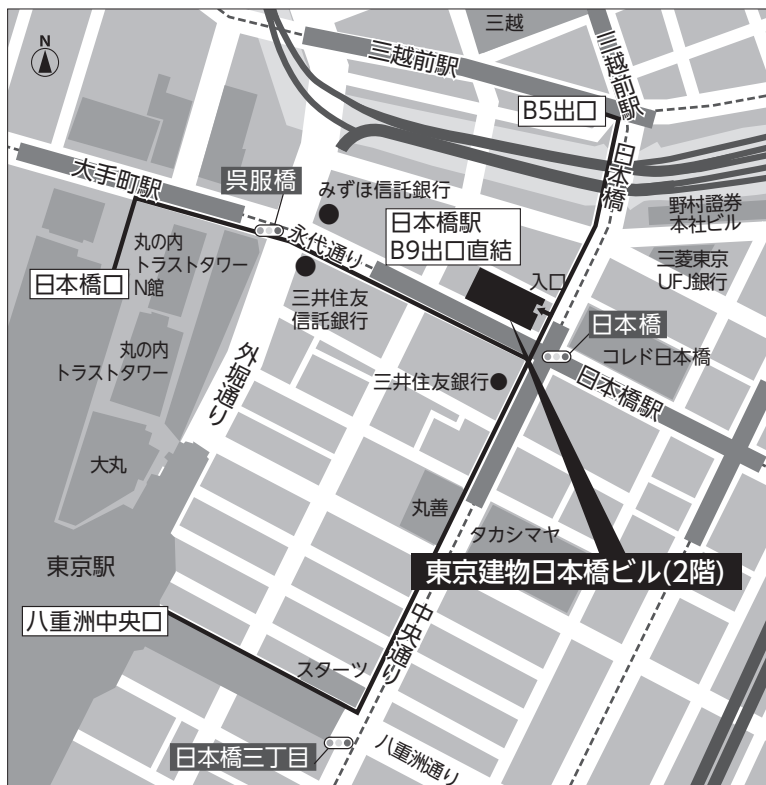 N
三越
三越前駅
三越前駅
B5出口
日本橋
大手町駅
呉服橋
みずほ信託銀行
野村證券
本社ビル
日本橋駅
B9出口直結
永代通り
丸の内
トラストタワー
N館
日本橋口
三井住友
信託銀行
入口
三菱東京
UFJ銀行
日本橋
コレド日本橋
丸の内
トラストタワー
外堀通り
三井住友銀行
日本橋駅
大丸
丸善
タカシマヤ
東京駅
東京建物日本橋ビル(2階)
八重洲中央口
中央通り
スターツ
日本橋三丁目
八重洲通り